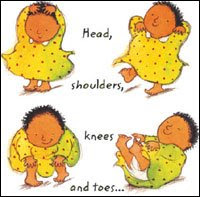 Head,
shoulders,
knees
and toes...